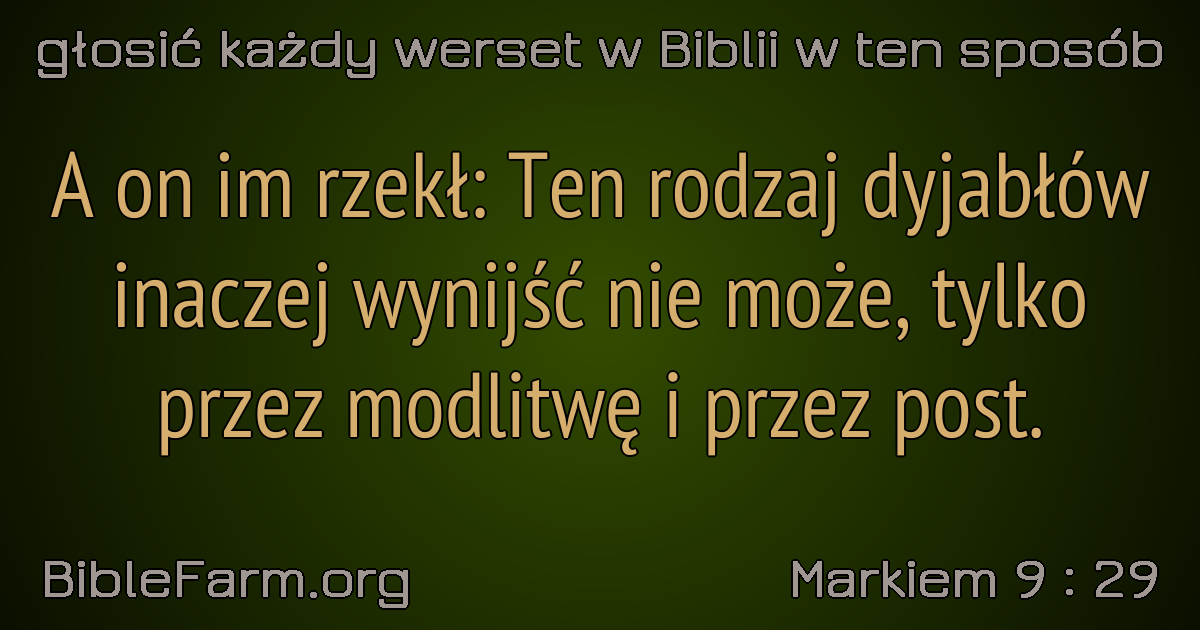 głosić każdy werset w Biblii w ten sposób
A on im rzekł: Ten rodzaj dyjabłów
inaczej wynijść nie może, tylko
przez modlitwę i przez post.
BibleFarm.org
Markiem 9 : 29